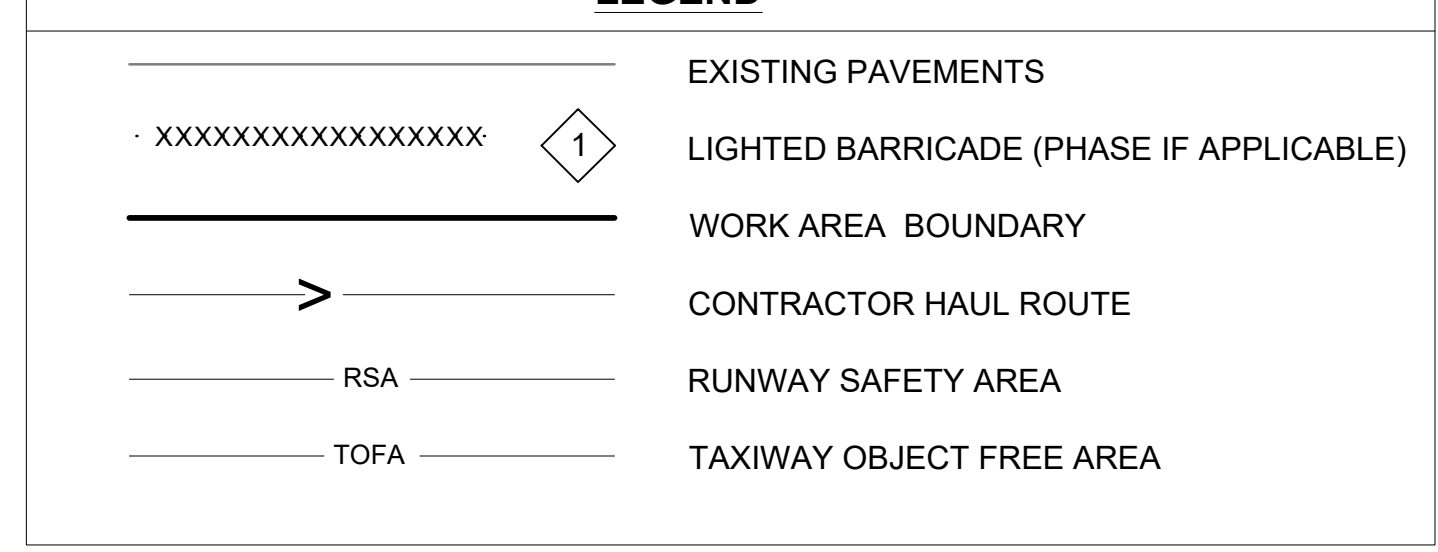 LEGEND
EXISTING PAVEMENTS
XXXXXXXXXXXXXXXXX 1 LIGHTED BARRICADE (PHASE IF APPLICABLE)
WORK AREA BOUNDARY
> CONTRACTOR HAUL ROUTE
RSA RUNWAY SAFETY AREA
TOFA TAXIWAY OBJECT FREE AREA